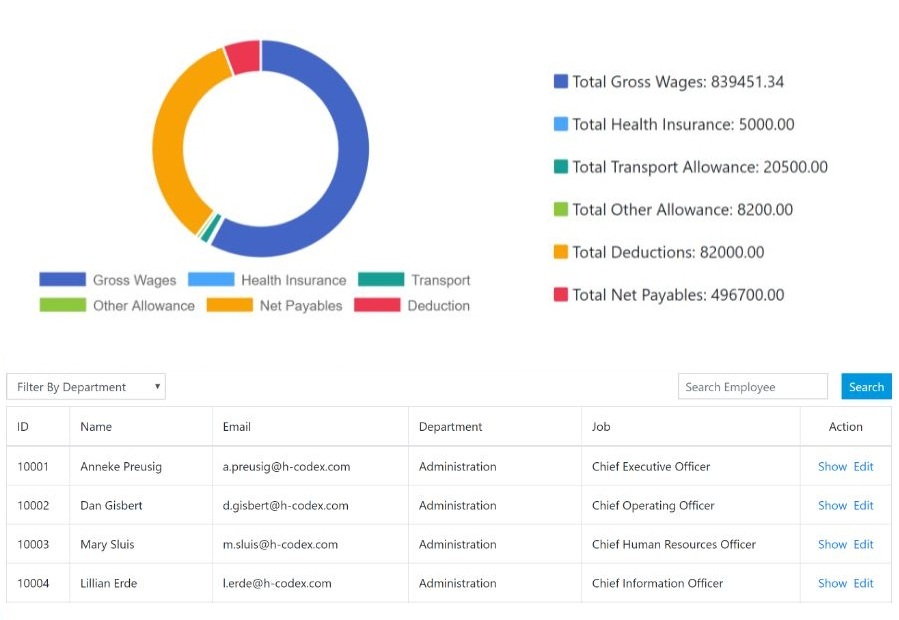 Total Gross Wages: 839451.34
Total Health Insurance: 5000.00
Total Transport Allowance: 20500.00
Total Other Allowance: 8200.00
Total Deductions: 82000.00
Total Net Payables: 496700.00
Gross Wages Health Insurance Transport
Other Allowance Net Payables Deduction
Filter By Department Search Employee Search
ID Name Email Department Job Action
10001 Anneke Preusig a.preusig@h-codex.com Administration Chief Executive Officer Show Edit
10002 Dan Gisbert d.gisbert@h-codex.com Administration Chief Operating Officer Show Edit
10003 Mary Sluis m.sluis@h-codex.com Administration Chief Human Resources Officer Show Edit
10004 Lillian Erde l.erde@h-codex.com Administration Chief Information Officer Show Edit